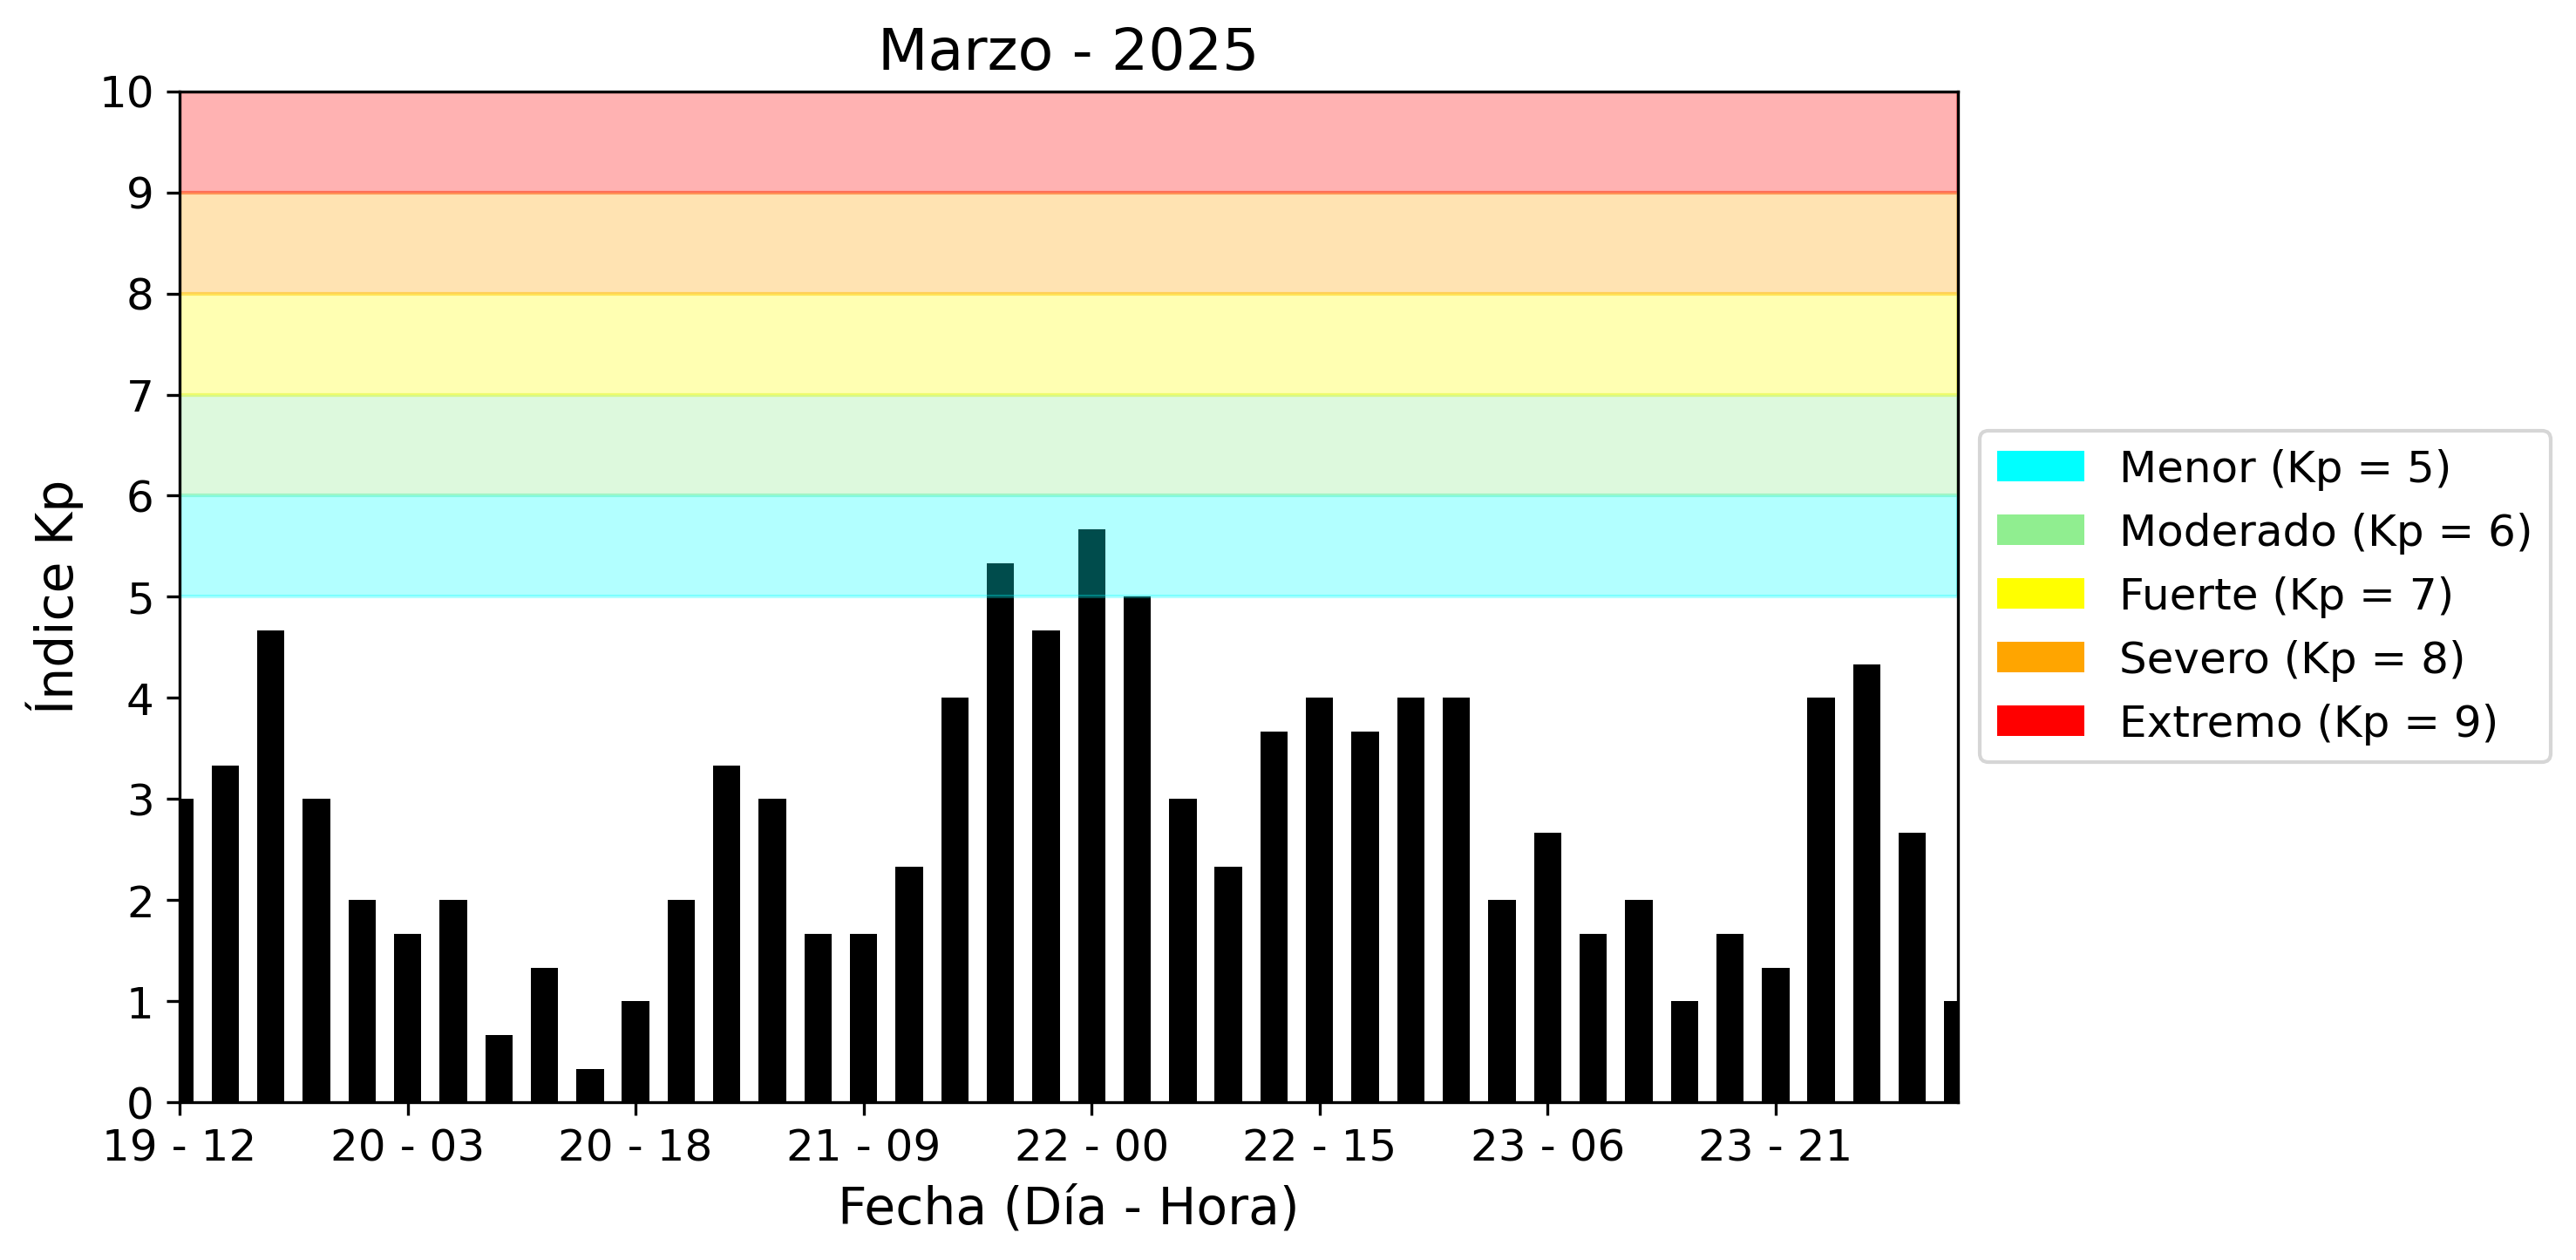 Marzo - 2025
10
9
8
7
6
5
4
3
2
1
0
Índice Kp
19 - 12
20 - 03
20 - 18
21 - 09
22 - 00
22 - 15
23 - 06
23 - 21
Fecha (Día - Hora)
Menor (Kp = 5)
Moderado (Kp = 6)
Fuerte (Kp = 7)
Severo (Kp = 8)
Extremo (Kp = 9)